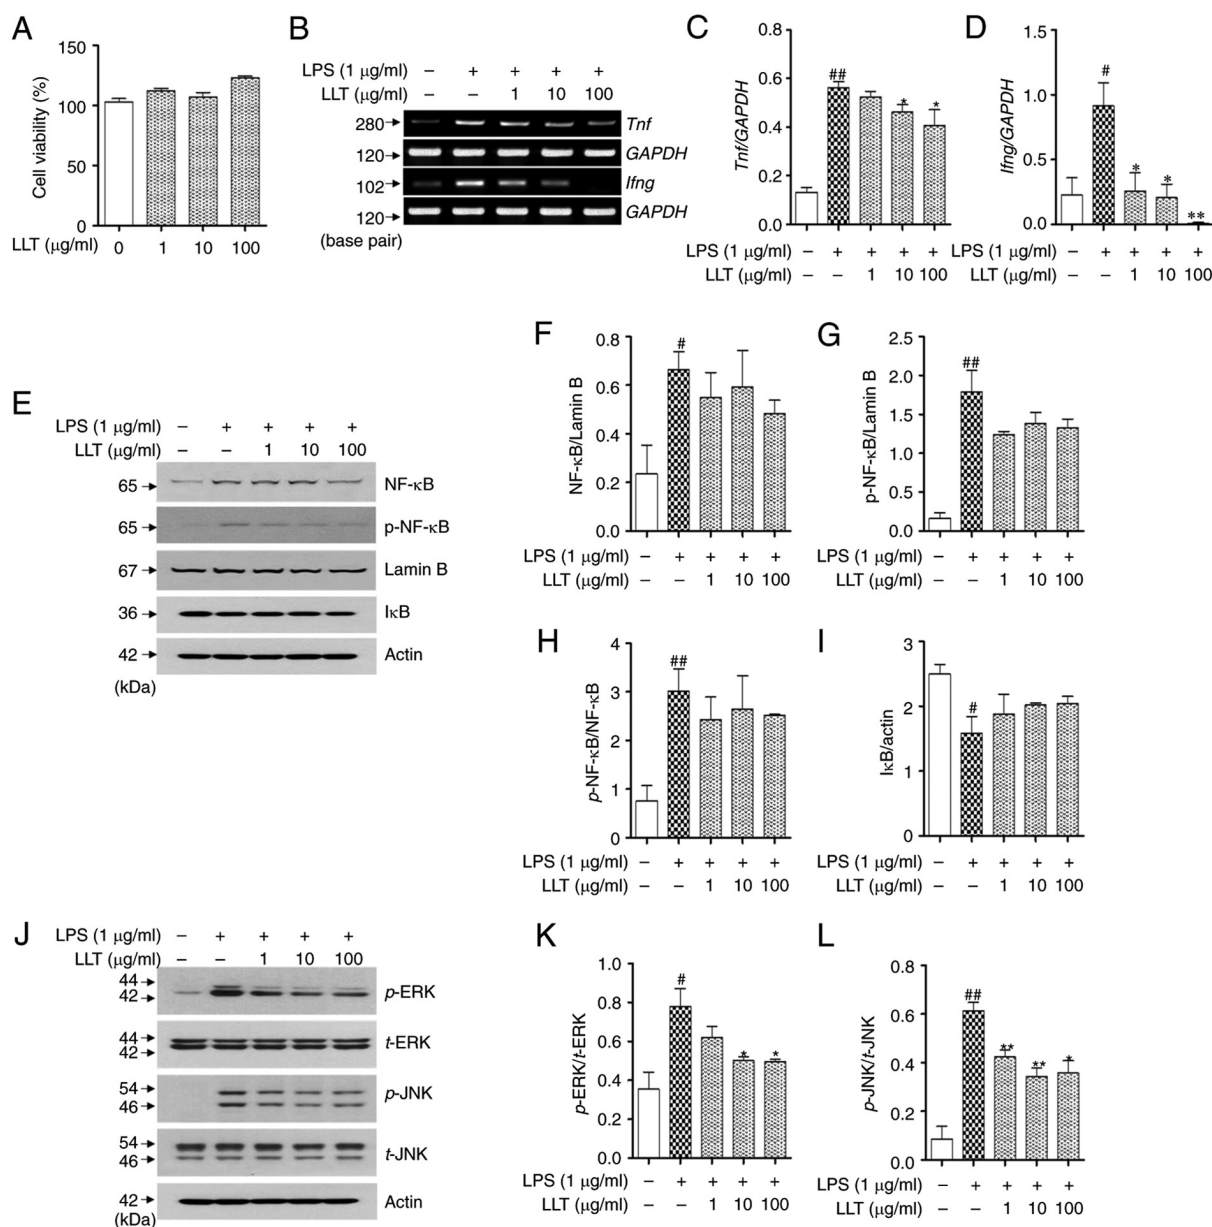 A
150
100
50
0
Cell viability (%)
LLT (μg/ml) 0 1 10 100
B
LPS (1 μg/ml) – + + + +
LLT (μg/ml) – – 1 10 100
280 Tnf
120 GAPDH
102 Ifng
120 GAPDH
(base pair)
C
0.8
0.6
0.4
0.2
0.0
Tnf/GAPDH
## * *
LPS (1 μg/ml) – + + + +
LLT (μg/ml) – – 1 10 100
D
1.5
1.0
0.5
0.0
Ifng/GAPDH
# * * **
LPS (1 μg/ml) – + + + +
LLT (μg/ml) – – 1 10 100
E
LPS (1 μg/ml) – + + + +
LLT (μg/ml) – – 1 10 100
65 NF-κB
65 p-NF-κB
67 Lamin B
36 IκB
42 Actin
(kDa)
F
0.8
0.6
0.4
0.2
0.0
NF-κB/Lamin B
#
LPS (1 μg/ml) – + + + +
LLT (μg/ml) – – 1 10 100
G
2.5
2.0
1.5
1.0
0.5
0.0
p-NF-κB/Lamin B
##
LPS (1 μg/ml) – + + + +
LLT (μg/ml) – – 1 10 100
H
4
3
2
1
0
p-NF-κB/NF-κB
##
LPS (1 μg/ml) – + + + +
LLT (μg/ml) – – 1 10 100
I
3
2
1
0
IκB/actin
#
LPS (1 μg/ml) – + + + +
LLT (μg/ml) – – 1 10 100
J
LPS (1 μg/ml) – + + + +
LLT (μg/ml) – – 1 10 100
44
42 p-ERK
44
42 t-ERK
54
46 p-JNK
54
46 t-JNK
42 Actin
(kDa)
K
1.0
0.8
0.6
0.4
0.2
0.0
p-ERK/t-ERK
# * *
LPS (1 μg/ml) – + + + +
LLT (μg/ml) – – 1 10 100
L
0.8
0.6
0.4
0.2
0.0
p-JNK/t-JNK
## ** ** *
LPS (1 μg/ml) – + + + +
LLT (μg/ml) – – 1 10 100